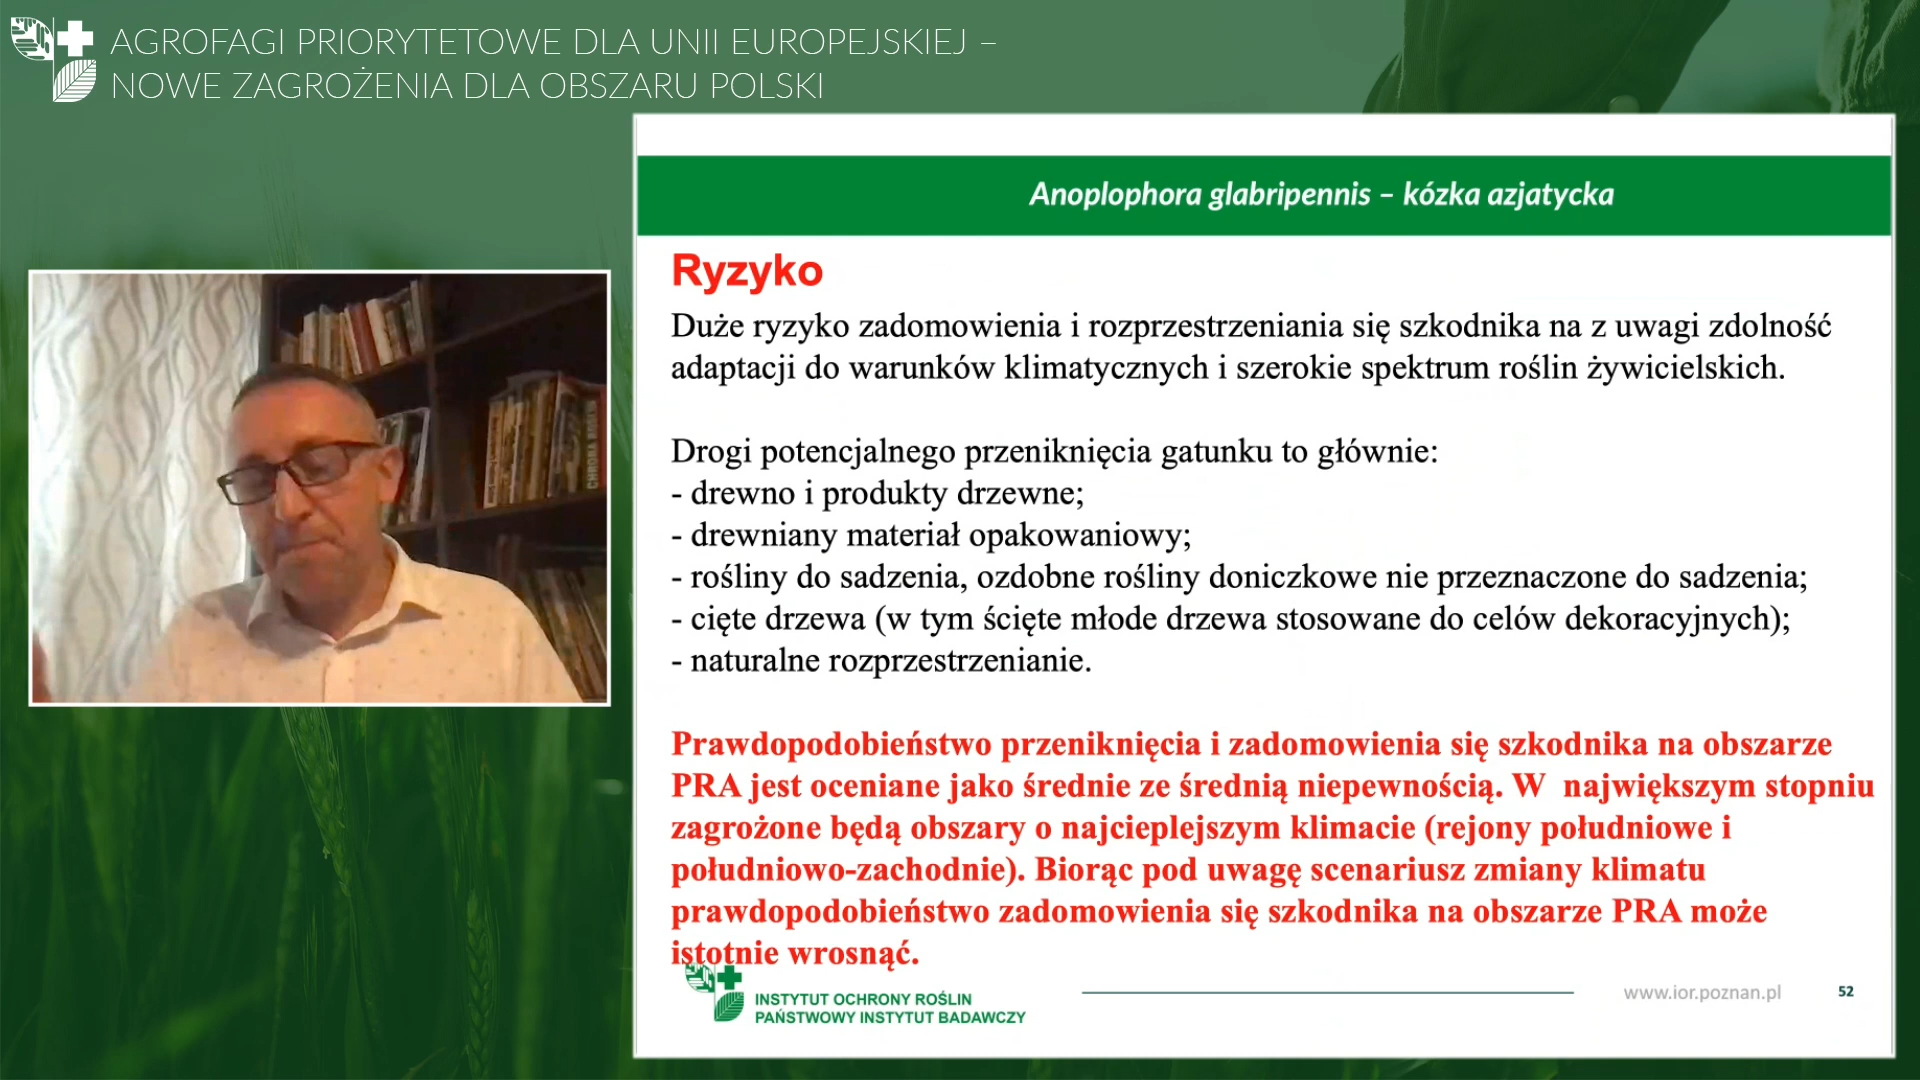 AGROFAGI PRIORYTETOWE DLA UNII EUROPEJSKIEJ –
NOWE ZAGROŻENIA DLA OBSZARU POLSKI
Anoplophora glabripennis – kózka azjatycka
Ryzyko
Duże ryzyko zadomowienia i rozprzestrzeniania się szkodnika na z uwagi zdolność
adaptacji do warunków klimatycznych i szerokie spektrum roślin żywicielskich.
Drogi potencjalnego przeniknięcia gatunku to głównie:
- drewno i produkty drzewne;
- drewniany materiał opakowaniowy;
- rośliny do sadzenia, ozdobne rośliny doniczkowe nie przeznaczone do sadzenia;
- cięte drzewa (w tym ścięte młode drzewa stosowane do celów dekoracyjnych);
- naturalne rozprzestrzenianie.
Prawdopodobieństwo przeniknięcia i zadomowienia się szkodnika na obszarze
PRA jest oceniane jako średnie ze średnią niepewnością. W  największym stopniu
zagrożone będą obszary o najcieplejszym klimacie (rejony południowe i
południowo-zachodnie). Biorąc pod uwagę scenariusz zmiany klimatu
prawdopodobieństwo zadomowienia się szkodnika na obszarze PRA może
istotnie wrosnąć.
INSTYTUT OCHRONY ROŚLIN
PAŃSTWOWY INSTYTUT BADAWCZY
www.ior.poznan.pl
52